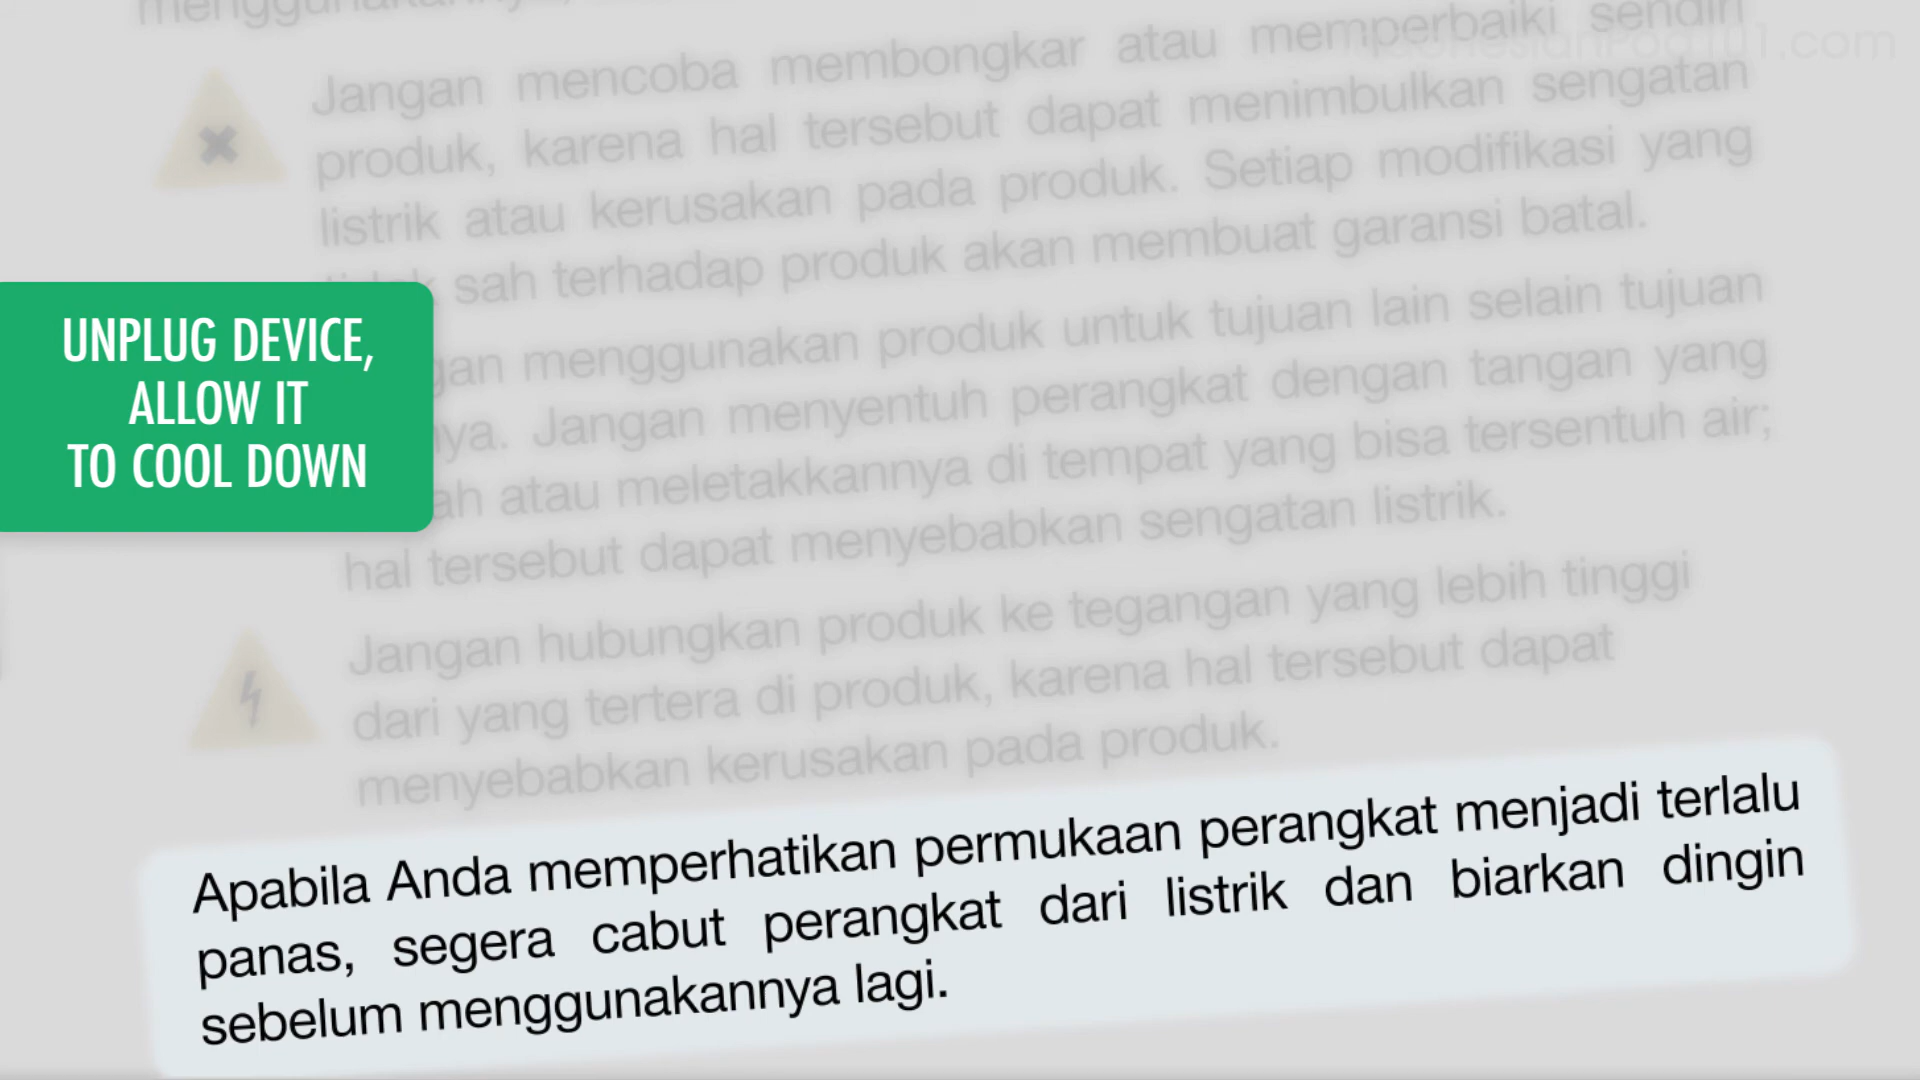 menggunakannya,
IndonesianPod101.com
Jangan mencoba membongkar atau memperbaiki sendiri
produk, karena hal tersebut dapat menimbulkan sengatan
listrik atau kerusakan pada produk. Setiap modifikasi yang
tidak sah terhadap produk akan membuat garansi batal.
UNPLUG DEVICE,
ALLOW IT
TO COOL DOWN
menggunakan produk untuk tujuan lain selain tujuan
Jangan menyentuh perangkat dengan tangan yang
atau meletakkannya di tempat yang bisa tersentuh air;
hal tersebut dapat menyebabkan sengatan listrik.
Jangan hubungkan produk ke tegangan yang lebih tinggi
dari yang tertera di produk, karena hal tersebut dapat
menyebabkan kerusakan pada produk.
Apabila Anda memperhatikan permukaan perangkat menjadi terlalu
panas, segera cabut perangkat dari listrik dan biarkan dingin
sebelum menggunakannya lagi.